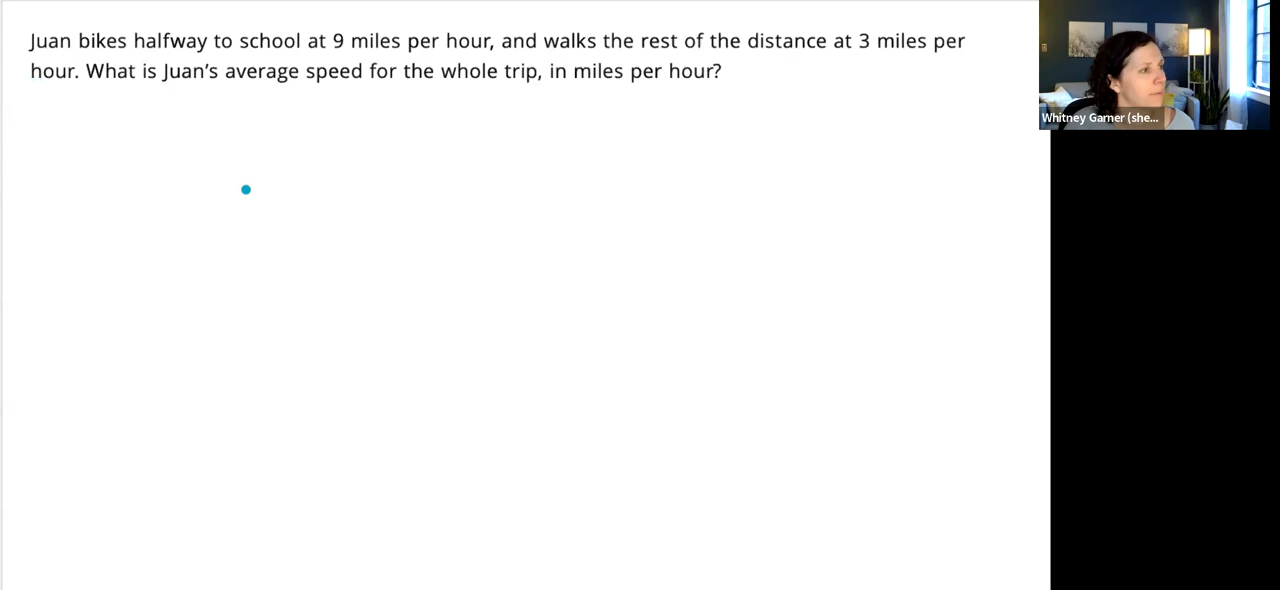 Juan bikes halfway to school at 9 miles per hour, and walks the rest of the distance at 3 miles per
hour. What is Juan’s average speed for the whole trip, in miles per hour?
Whitney Garner (she...